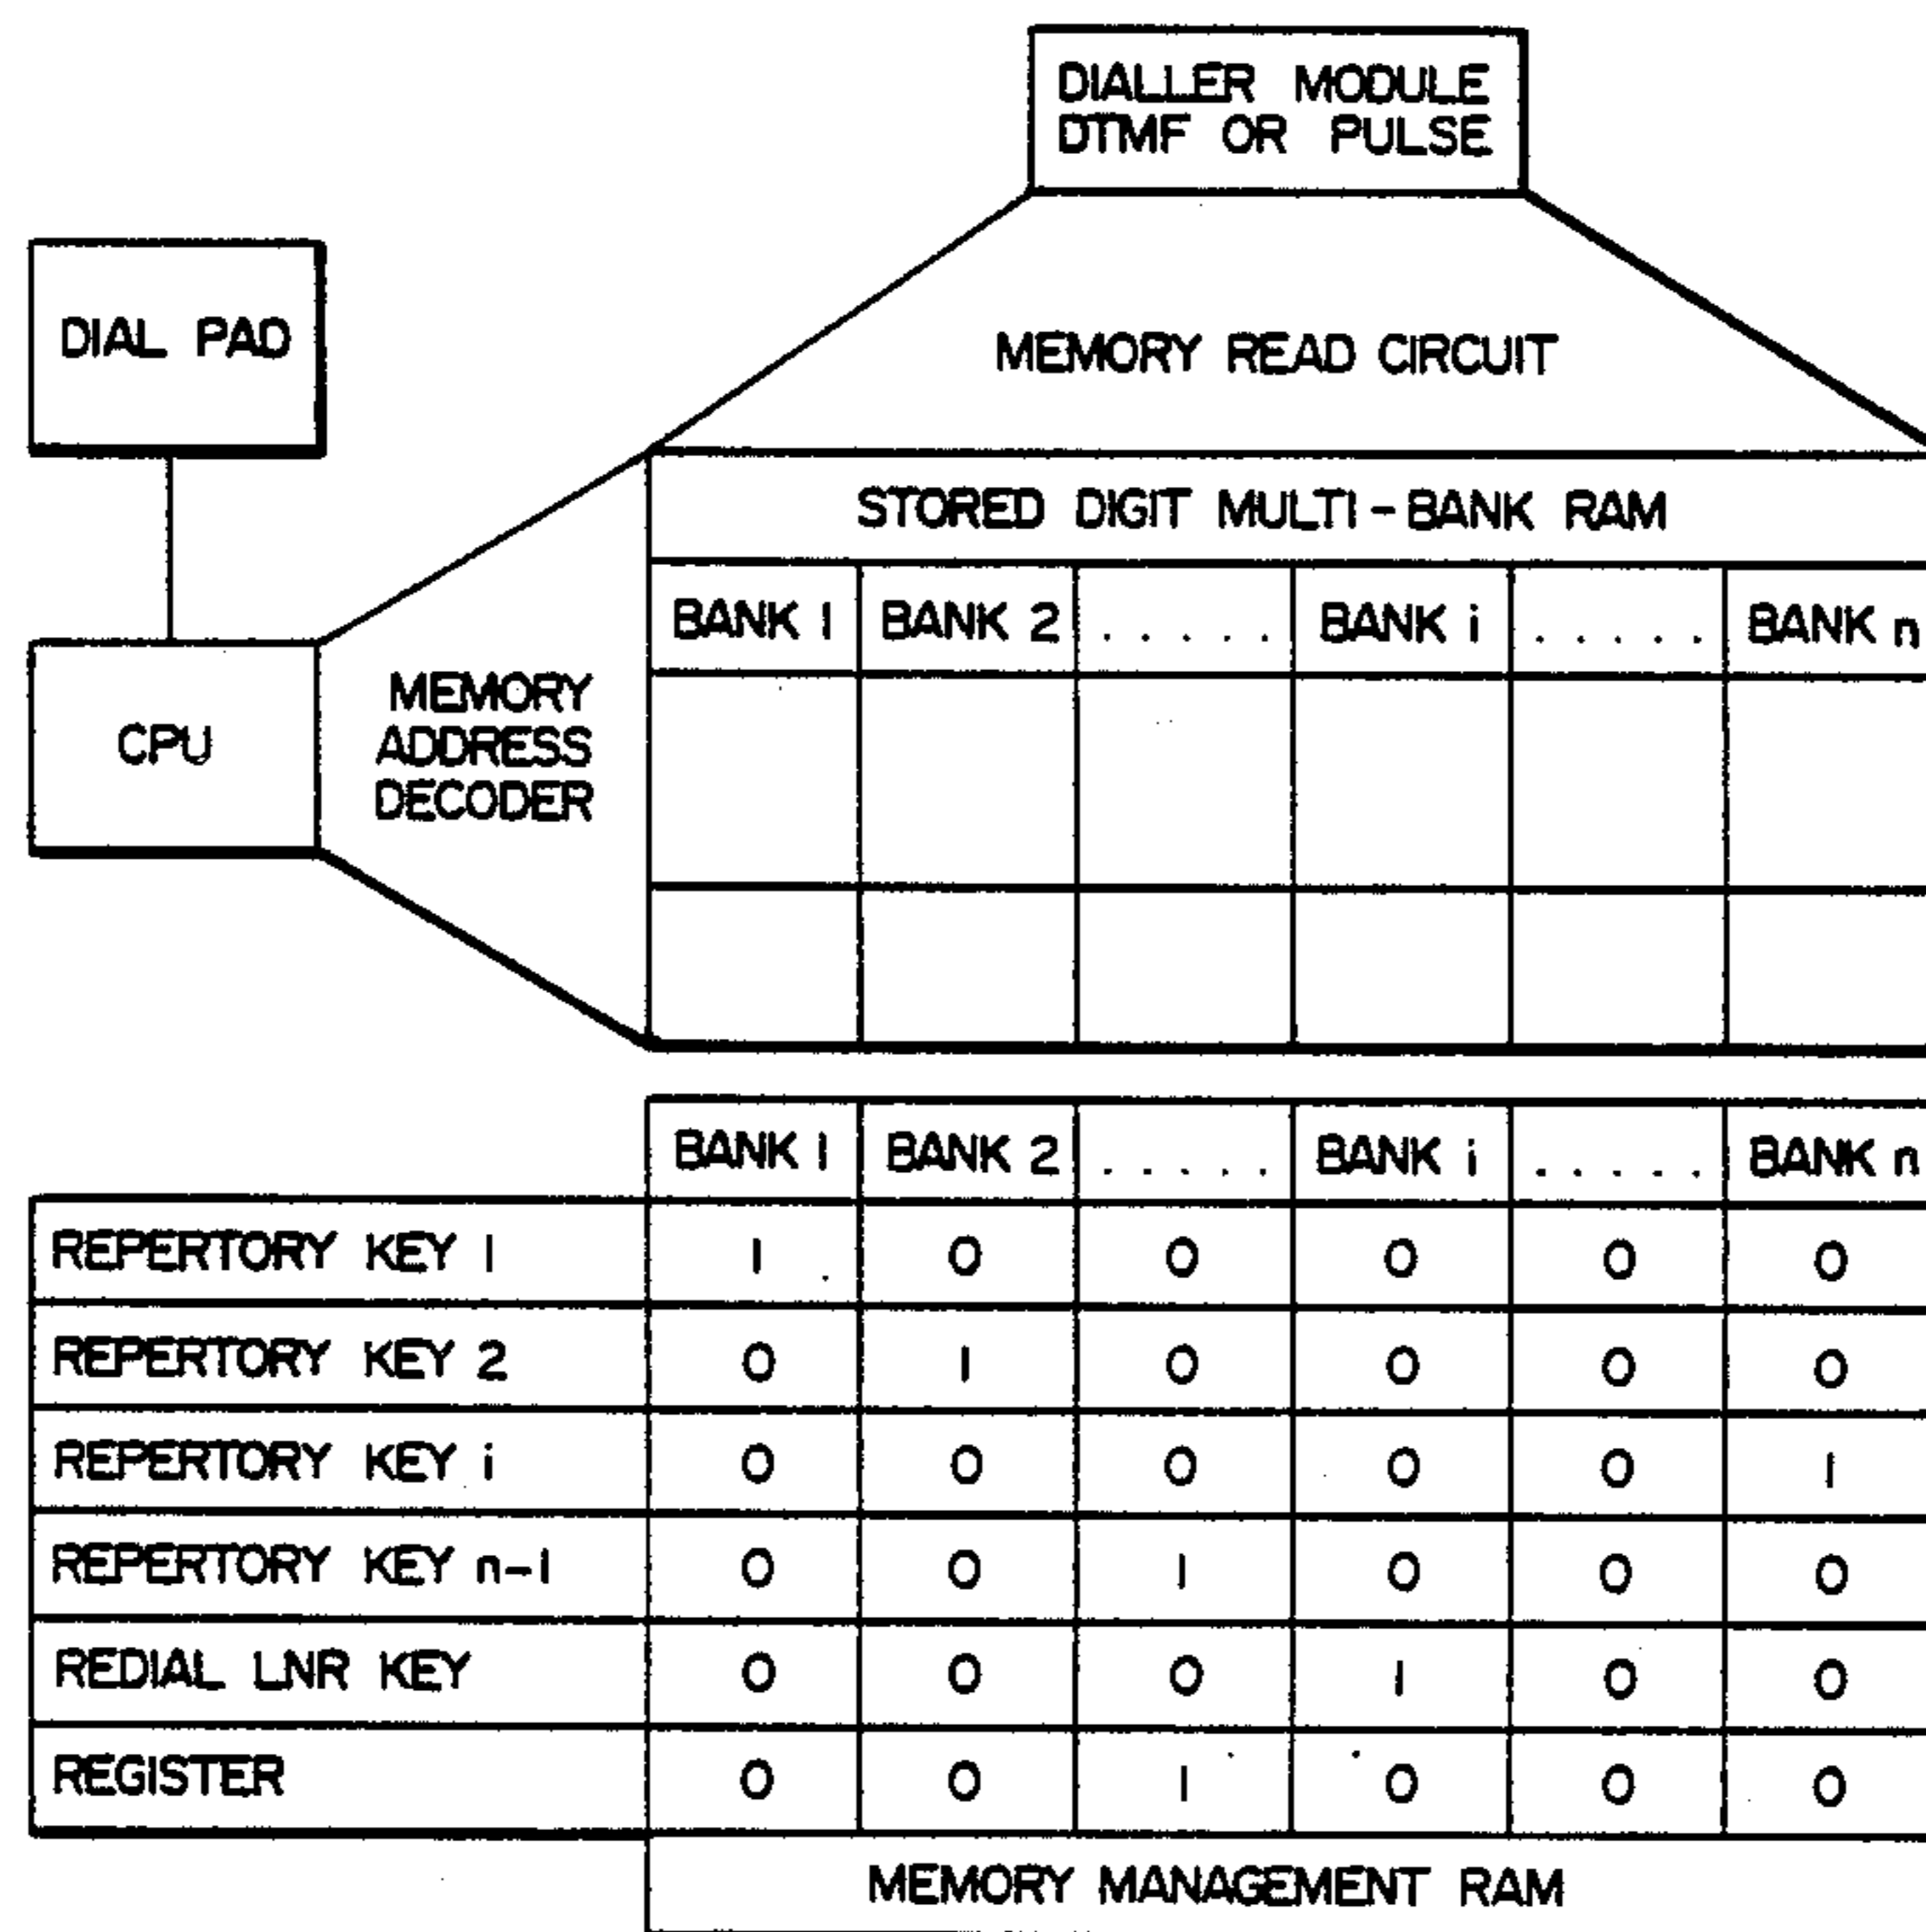 DIALLER MODULE
DTMF OR PULSE
DIAL PAD
MEMORY READ CIRCUIT
STORED DIGIT MULTI-BANK RAM
BANK 1 BANK 2 ..... BANK i ..... BANK n
CPU
MEMORY
ADDRESS
DECODER
BANK 1 BANK 2 ..... BANK i ..... BANK n
REPERTORY KEY 1 1 0 0 0 0 0
REPERTORY KEY 2 0 1 0 0 0 0
REPERTORY KEY i 0 0 0 0 0 1
REPERTORY KEY n-1 0 0 1 0 0 0
REDIAL LNR KEY 0 0 0 1 0 0
REGISTER 0 0 1 0 0 0
MEMORY MANAGEMENT RAM